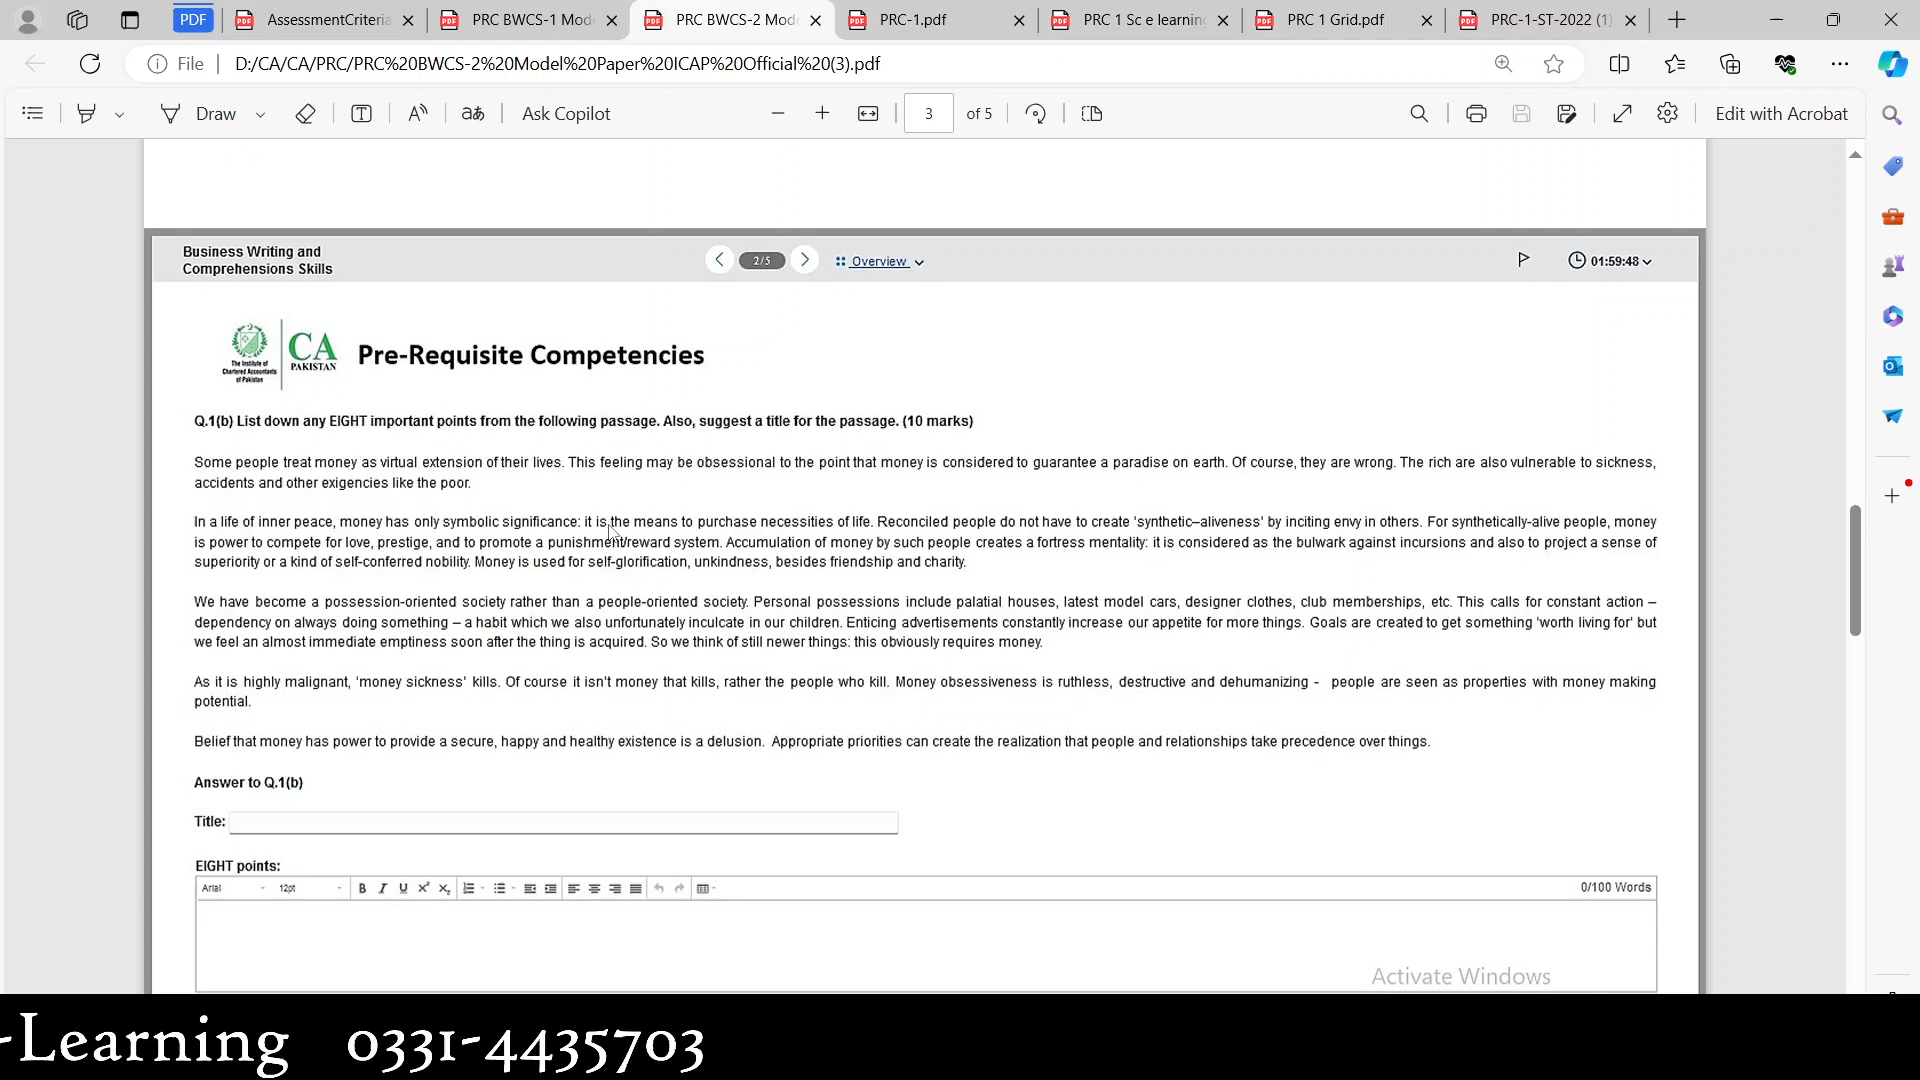 PDF
AssessmentCriteria
PRC BWCS-1 Mod
PRC BWCS-2 Mod
PRC-1.pdf
PRC 1 Sc e learning
PRC 1 Grid.pdf
PRC-1-ST-2022 (1)
File
D:/CA/CA/PRC/PRC%20BWCS-2%20Model%20Paper%20ICAP%20Official%20(3).pdf
Draw
Ask Copilot
3 of 5
Edit with Acrobat
Business Writing and
Comprehensions Skills
2/5
Overview
01:59:48
The Institute of
Chartered Accountants
of Pakistan
CA
PAKISTAN
Pre-Requisite Competencies
Q.1(b) List down any EIGHT important points from the following passage. Also, suggest a title for the passage. (10 marks)
Some people treat money as virtual extension of their lives. This feeling may be obsessional to the point that money is considered to guarantee a paradise on earth. Of course, they are wrong. The rich are also vulnerable to sickness,
accidents and other exigencies like the poor.
In a life of inner peace, money has only symbolic significance: it is the means to purchase necessities of life. Reconciled people do not have to create 'synthetic–aliveness' by inciting envy in others. For synthetically-alive people, money
is power to compete for love, prestige, and to promote a punishment/reward system. Accumulation of money by such people creates a fortress mentality: it is considered as the bulwark against incursions and also to project a sense of
superiority or a kind of self-conferred nobility. Money is used for self-glorification, unkindness, besides friendship and charity.
We have become a possession-oriented society rather than a people-oriented society. Personal possessions include palatial houses, latest model cars, designer clothes, club memberships, etc. This calls for constant action –
dependency on always doing something – a habit which we also unfortunately inculcate in our children. Enticing advertisements constantly increase our appetite for more things. Goals are created to get something 'worth living for' but
we feel an almost immediate emptiness soon after the thing is acquired. So we think of still newer things: this obviously requires money.
As it is highly malignant, 'money sickness' kills. Of course it isn't money that kills, rather the people who kill. Money obsessiveness is ruthless, destructive and dehumanizing - people are seen as properties with money making
potential.
Belief that money has power to provide a secure, happy and healthy existence is a delusion. Appropriate priorities can create the realization that people and relationships take precedence over things.
Answer to Q.1(b)
Title:
EIGHT points:
Arial
12pt
0/100 Words
Activate Windows
-Learning 0331-4435703